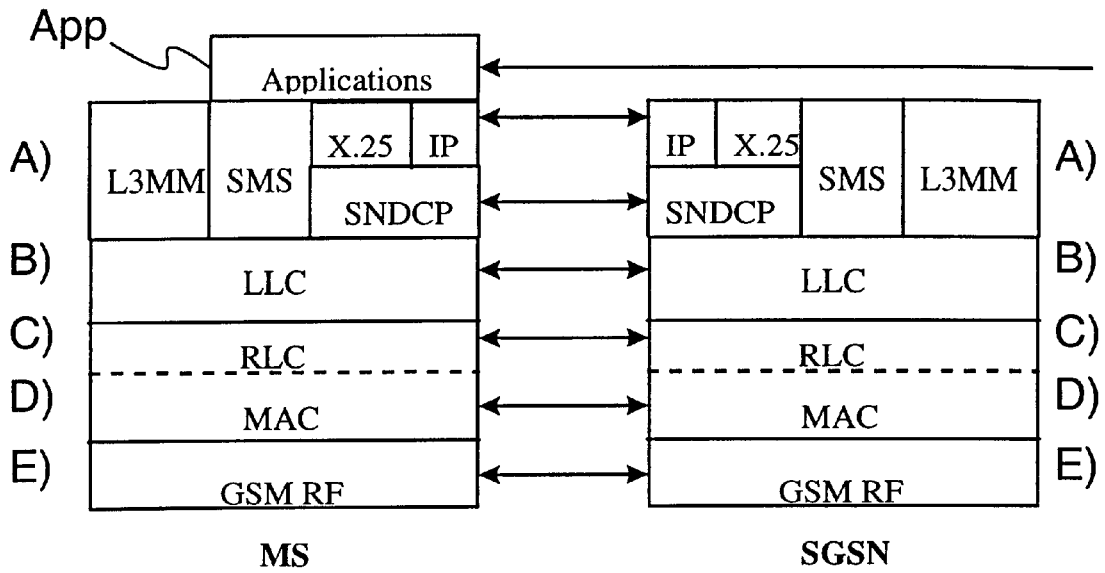 App
Applications
A)
L3MM
SMS
X.25
IP
SNDCP
IP
X.25
SNDCP
SMS
L3MM
A)
B)
LLC
LLC
B)
C)
RLC
RLC
C)
D)
MAC
MAC
D)
E)
GSM RF
GSM RF
E)
MS
SGSN